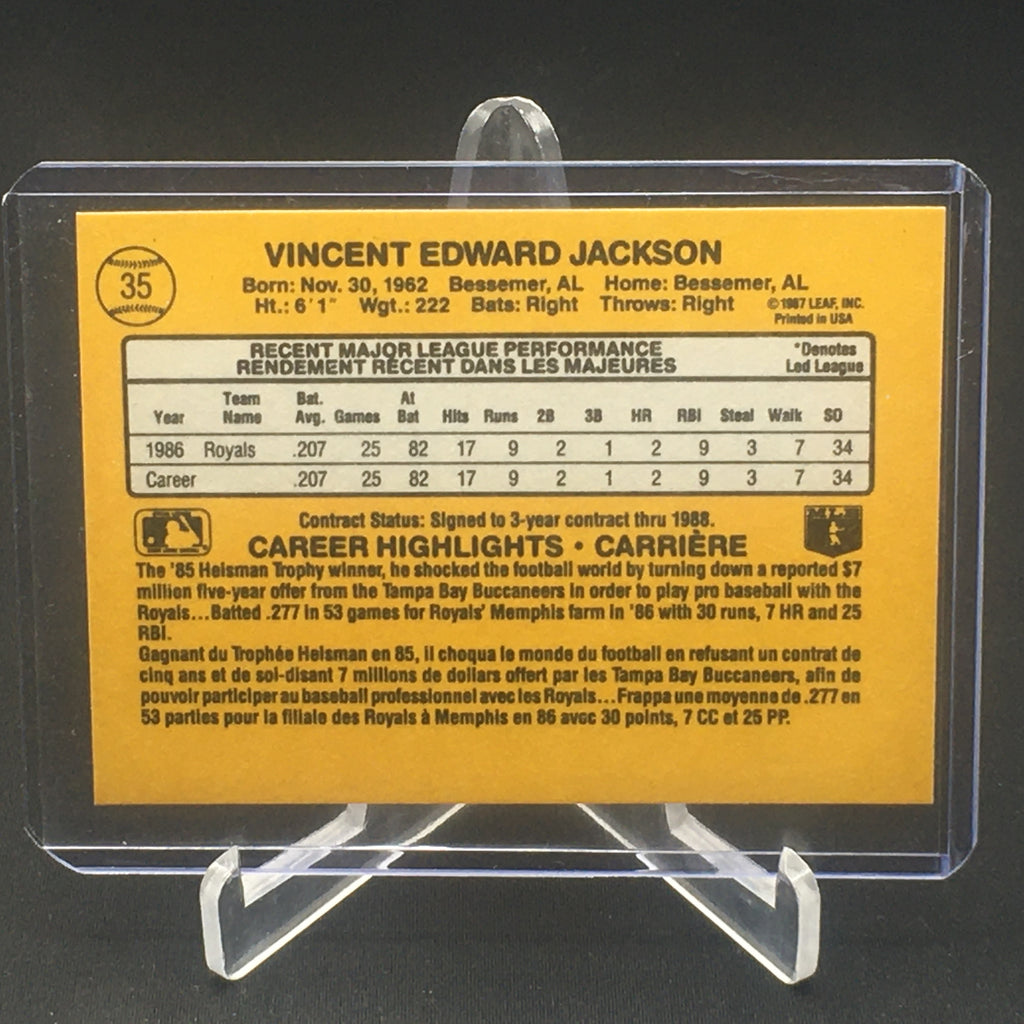 35
VINCENT EDWARD JACKSON
Born: Nov. 30, 1962 Bessemer, AL Home: Bessemer, AL
Ht.: 6'1" Wgt.: 222 Bats: Right Throws: Right
©1987 LEAF, INC.
Printed in USA
RECENT MAJOR LEAGUE PERFORMANCE
RENDEMENT RECENT DANS LES MAJEURES
*Denotes
Led League
Year Team Name Bat. Avg. Games At Bat Hits Runs 2B 3B HR RBI Steal Walk SO
1986 Royals .207 25 82 17 9 2 1 2 9 3 7 34
Career .207 25 82 17 9 2 1 2 9 3 7 34
Contract Status: Signed to 3-year contract thru 1988.
CAREER HIGHLIGHTS • CARRIÈRE
The '85 Heisman Trophy winner, he shocked the football world by turning down a reported $7
million five-year offer from the Tampa Bay Buccaneers in order to play pro baseball with the
Royals...Batted .277 in 53 games for Royals' Memphis farm in '86 with 30 runs, 7 HR and 25
RBI.
Gagnant du Trophée Heisman en 85, il choqua le monde du football en refusant un contrat de
cinq ans et de soi-disant 7 millions de dollars offert par les Tampa Bay Buccaneers, afin de
pouvoir participer au baseball professionnel avec les Royals...Frappa une moyenne de .277 en
53 parties pour la filiale des Royals à Memphis en 86 avec 30 points, 7 CC et 25 PP.